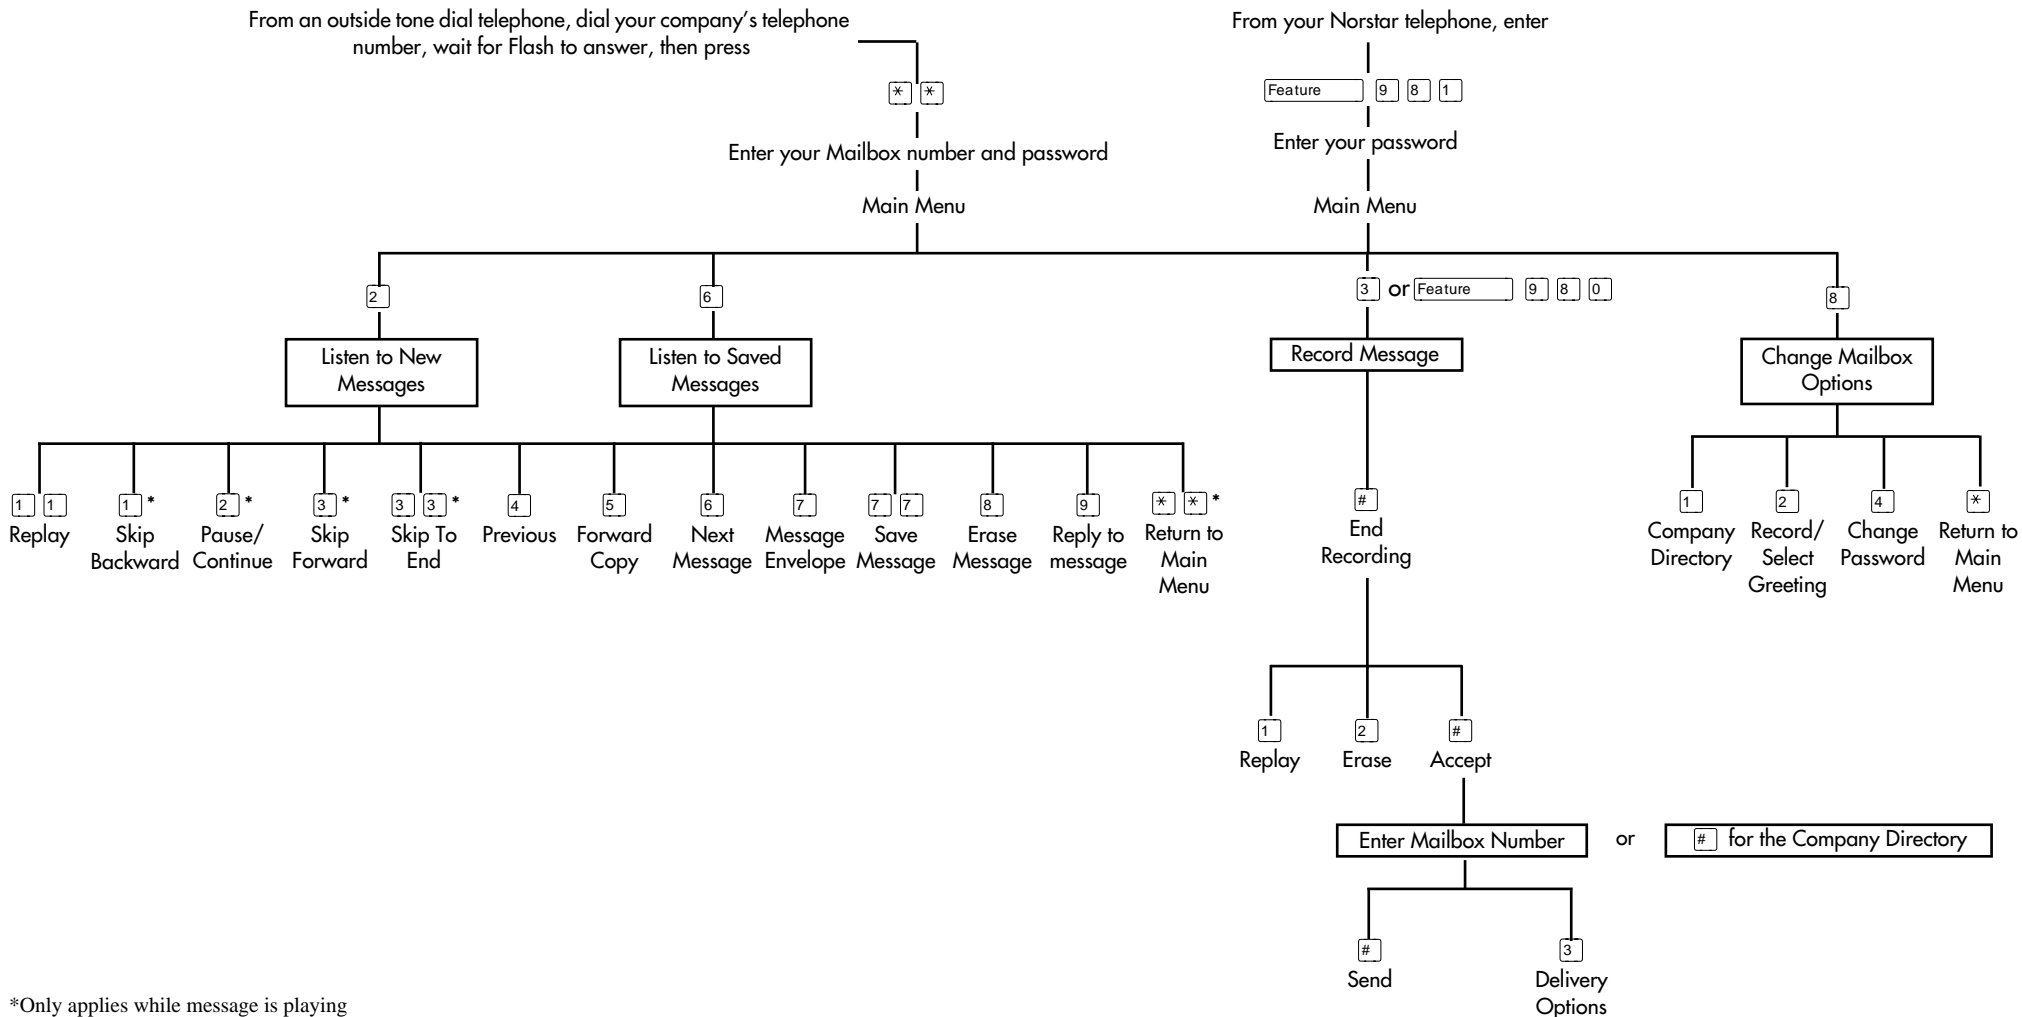 From an outside tone dial telephone, dial your company's telephone
number, wait for Flash to answer, then press
From your Norstar telephone, enter
* *
Feature 9 8 1
Enter your Mailbox number and password
Enter your password
Main Menu
Main Menu
2
6
3 or Feature 9 8 0
8
Listen to New
Messages
Listen to Saved
Messages
Record Message
Change Mailbox
Options
1 1
Replay
1 *
Skip
Backward
2 *
Pause/
Continue
3 *
Skip
Forward
3 3 *
Skip To
End
4
Previous
5
Forward
Copy
6
Next
Message
7
Message
Envelope
7 7
Save
Message
8
Erase
Message
9
Reply to
message
* * *
Return to
Main
Menu
#
End
Recording
1
Company
Directory
2
Record/
Select
Greeting
4
Change
Password
*
Return to
Main
Menu
1
Replay
2
Erase
#
Accept
Enter Mailbox Number
or
# for the Company Directory
#
Send
3
Delivery
Options
*Only applies while message is playing